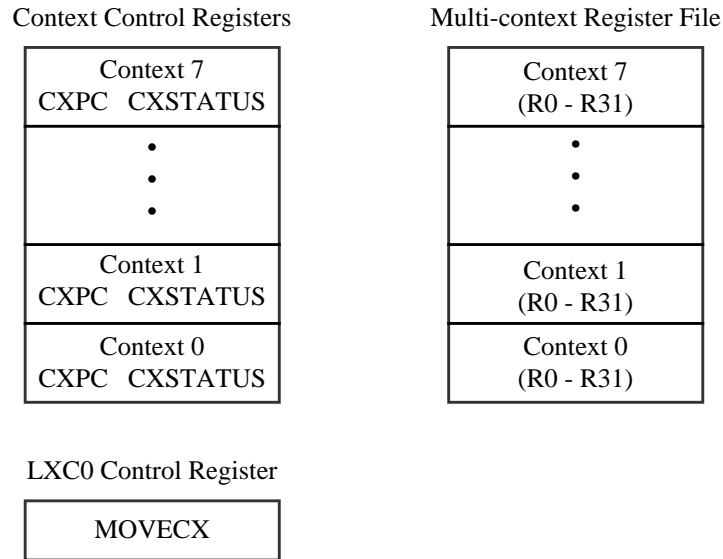 Context Control Registers
Context 7
CXPC CXSTATUS
Context 1
CXPC CXSTATUS
Context 0
CXPC CXSTATUS
Multi-context Register File
Context 7
(R0 - R31)
Context 1
(R0 - R31)
Context 0
(R0 - R31)
LXC0 Control Register
MOVECX